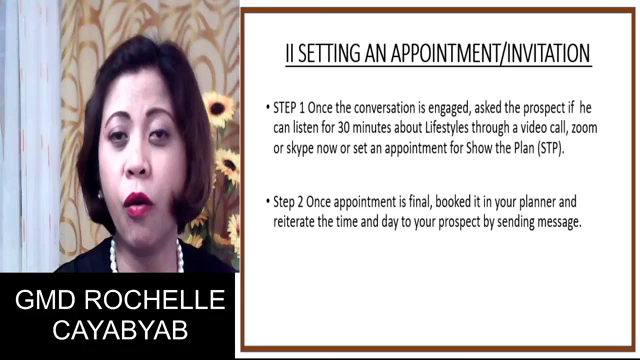 II SETTING AN APPOINTMENT/INVITATION
• STEP 1 Once the conversation is engaged, asked the prospect if he
can listen for 30 minutes about Lifestyles through a video call, zoom
or skype now or set an appointment for Show the Plan (STP).
• Step 2 Once appointment is final, booked it in your planner and
reiterate the time and day to your prospect by sending message.
GMD ROCHELLE
CAYABYAB